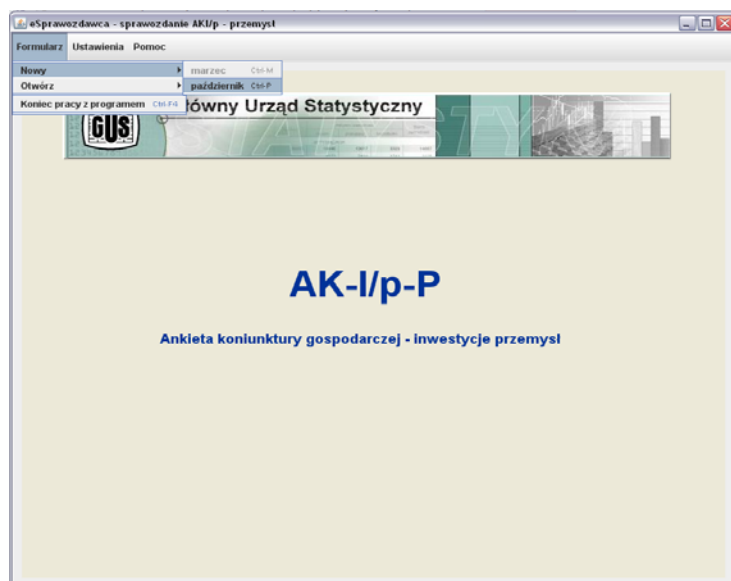 eSprawozdawca - sprawozdanie AKI/p - przemysł
Formularz Ustawienia Pomoc
Nowy
marzec Ctrl-M
Otwórz
październik Ctrl-P
Koniec pracy z programem Ctrl-F4
GUS
ówny Urząd Statystyczny
AK-I/p-P
Ankieta koniunktury gospodarczej - inwestycje przemysł